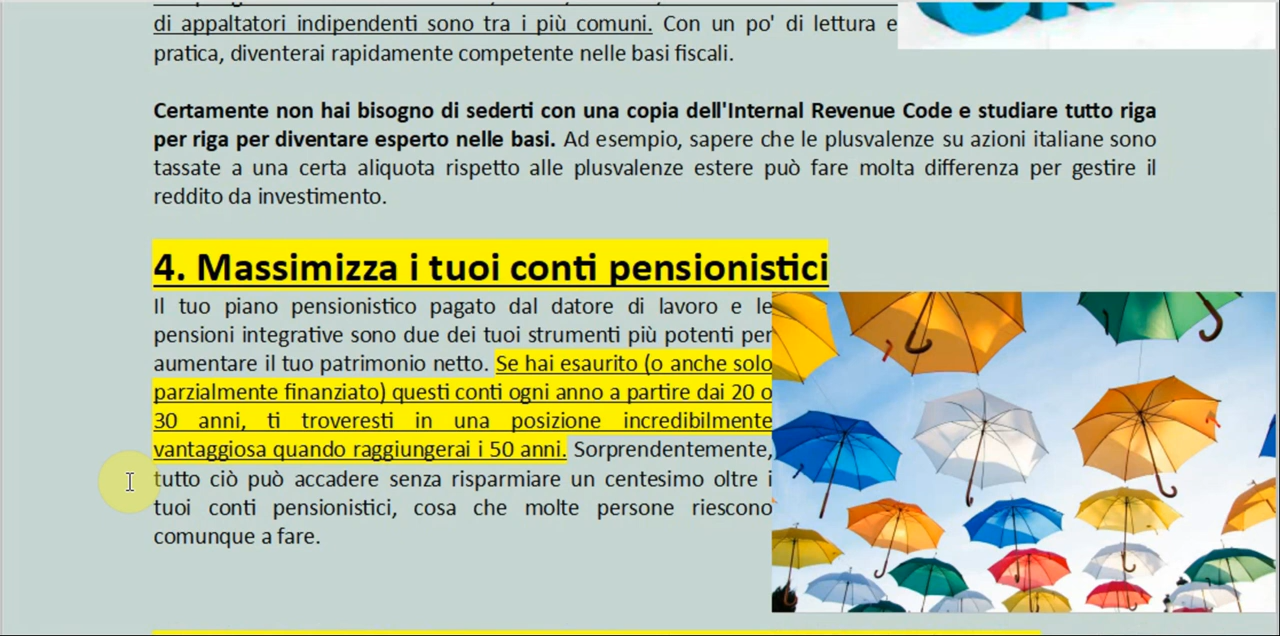 di appaltatori indipendenti sono tra i più comuni. Con un po' di lettura e
pratica, diventerai rapidamente competente nelle basi fiscali.
Certamente non hai bisogno di sederti con una copia dell'Internal Revenue Code e studiare tutto riga
per riga per diventare esperto nelle basi. Ad esempio, sapere che le plusvalenze su azioni italiane sono
tassate a una certa aliquota rispetto alle plusvalenze estere può fare molta differenza per gestire il
reddito da investimento.
4. Massimizza i tuoi conti pensionistici
Il tuo piano pensionistico pagato dal datore di lavoro e le
pensioni integrative sono due dei tuoi strumenti più potenti per
aumentare il tuo patrimonio netto. Se hai esaurito (o anche solo
parzialmente finanziato) questi conti ogni anno a partire dai 20 o
30 anni, ti troveresti in una posizione incredibilmente
vantaggiosa quando raggiungerai i 50 anni. Sorprendentemente,
tutto ciò può accadere senza risparmiare un centesimo oltre i
tuoi conti pensionistici, cosa che molte persone riescono
comunque a fare.